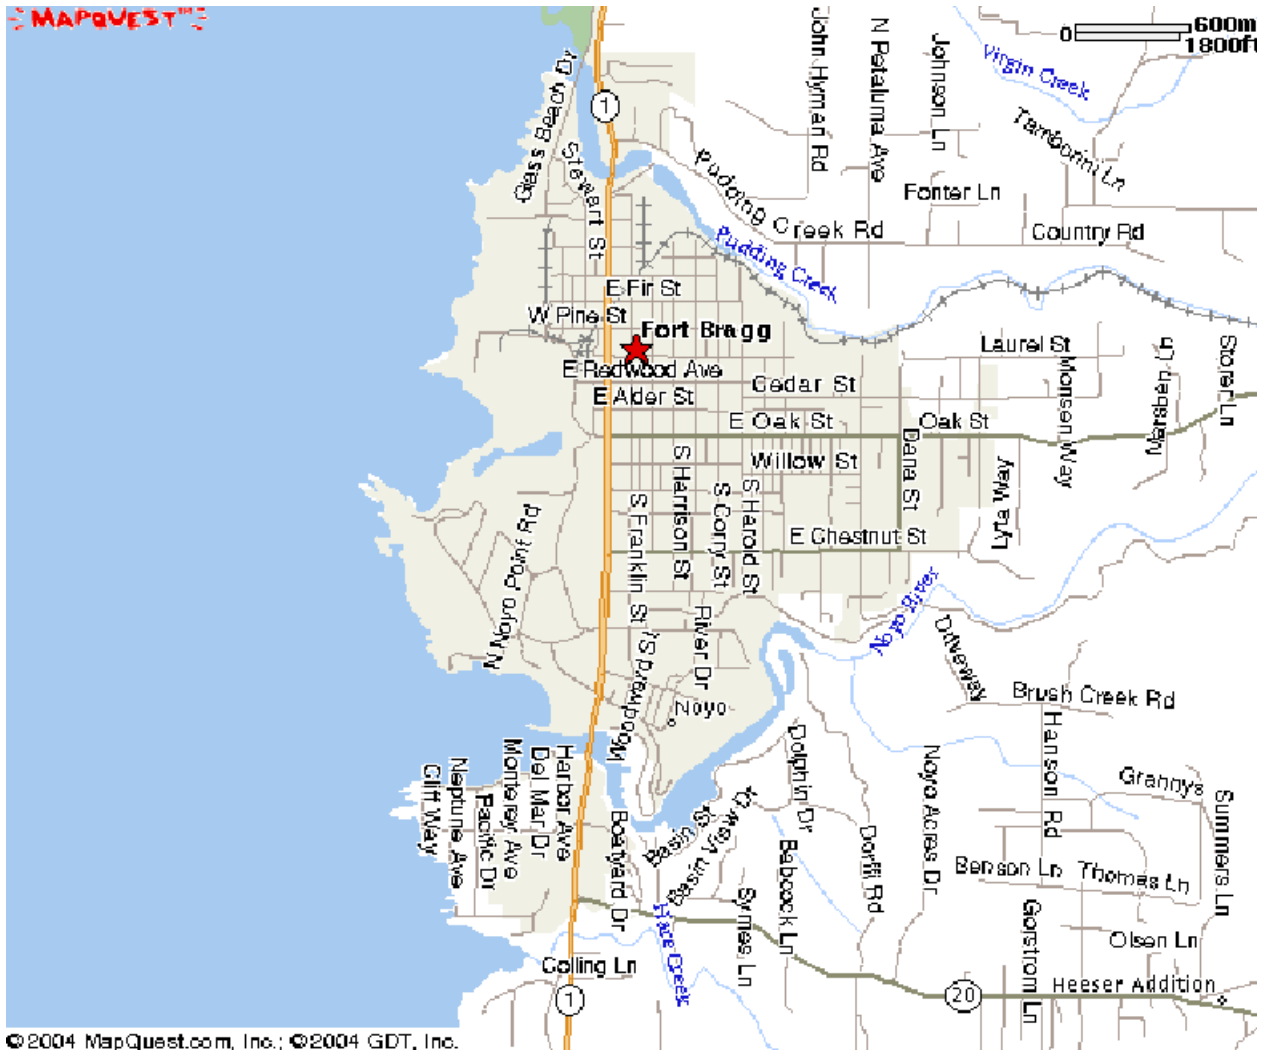 MAPQUEST™
0 600m
1800ft
John Hyman Rd
N Petaluma Ave
Johnson Ln
Virgin Creek
Glass Beach Dr
1
Stewart St
Tamborini Ln
Pudding Creek Rd
Fonter Ln
Pudding Creek
Country Rd
E Fir St
W Pine St
Fort Bragg
Laurel St
E Redwood Ave
Cedar St
E Alder St
Monsen Way
Marsben Ln
Storer Ln
E Oak St
Oak St
Willow St
Dana St
S Harrison St
S Corry St
S Harold St
S Franklin St
N Noyo Point Rd
Lyta Way
E Chestnut St
Noyo River
River Dr
Woodward St
Driveway
Brush Creek Rd
Noyo
Hanson Rd
Harbor Ave
Del Mar Dr
Monterey Ave
Pacific Dr
Neptune Ave
Cliff Way
Dolphin Dr
Noyo Acres Dr
Grannys
Summers Ln
Basin St
Basin View Dr
Boatyard Dr
Dorffi Rd
Babcock Ln
Benson Ln
Thomas Ln
Symes Ln
Hare Creek
Gorstrom Ln
Olsen Ln
Colling Ln
1
20
Heeser Addition
©2004 MapQuest.com, Inc.; ©2004 GDT, Inc.